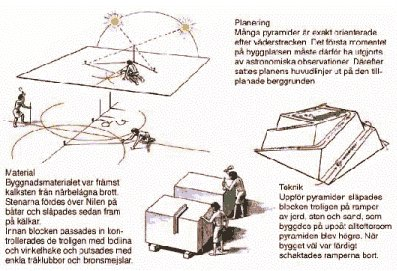 Planering
Många pyramider är exakt orienterade
efter väderstrecken. Det första momentet
på byggplatsen måste därför ha utgjorts
av astronomiska observationer. Därefter
sattes planens huvudlinjer ut på den till-
planade berggrunden
Material
Byggnadsmaterialet var främst
kalksten från närbelägna brott.
Stenarna fördes över Nilen på
båtar och släpades sedan fram
på kälkar.
Innan blocken passades in kon-
trollerades de troligen med lodlina
och vinkelhake och putsades med
enkla träklubbor och bronsmejslar.
Teknik
Uppför pyramiden släpades
blocken troligen på ramper
av jord, sten och sand, som
byggdes på uppåt allteftersom
pyramiden blev högre. När
bygget väl var färdigt
schaktades ramperna bort.